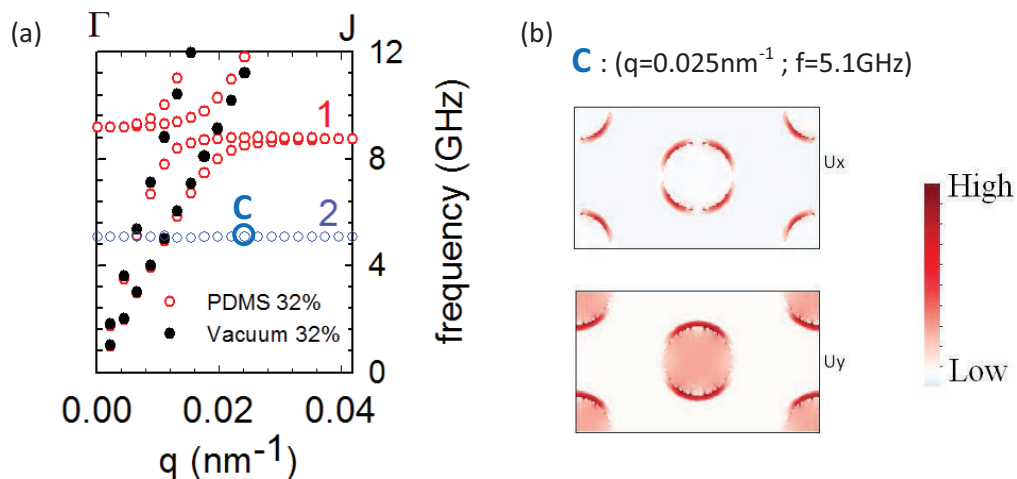 (a)
Γ
J
12
8
4
0
frequency (GHz)
1
C
2
PDMS 32%
Vacuum 32%
0.00
0.02
0.04
q (nm⁻¹)
(b)
C : (q=0.025nm⁻¹ ; f=5.1GHz)
Ux
Uy
High
Low